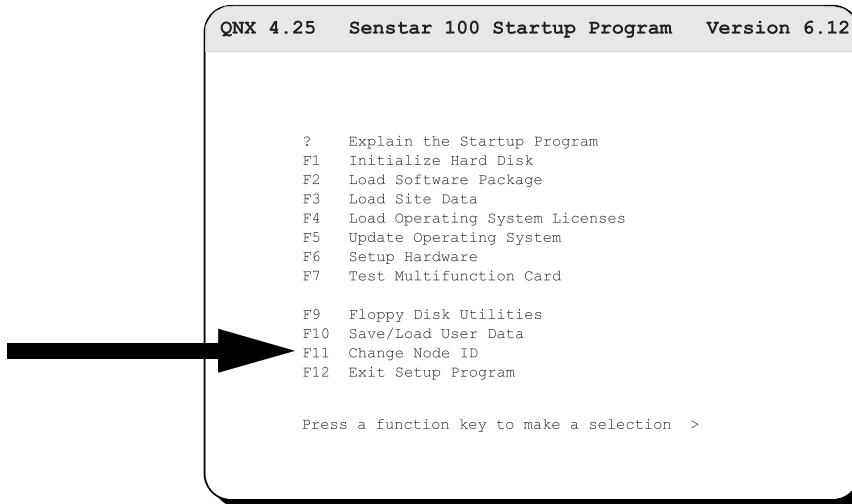 QNX 4.25 Senstar 100 Startup Program Version 6.12
? Explain the Startup Program
F1 Initialize Hard Disk
F2 Load Software Package
F3 Load Site Data
F4 Load Operating System Licenses
F5 Update Operating System
F6 Setup Hardware
F7 Test Multifunction Card
F9 Floppy Disk Utilities
F10 Save/Load User Data
F11 Change Node ID
F12 Exit Setup Program
Press a function key to make a selection >